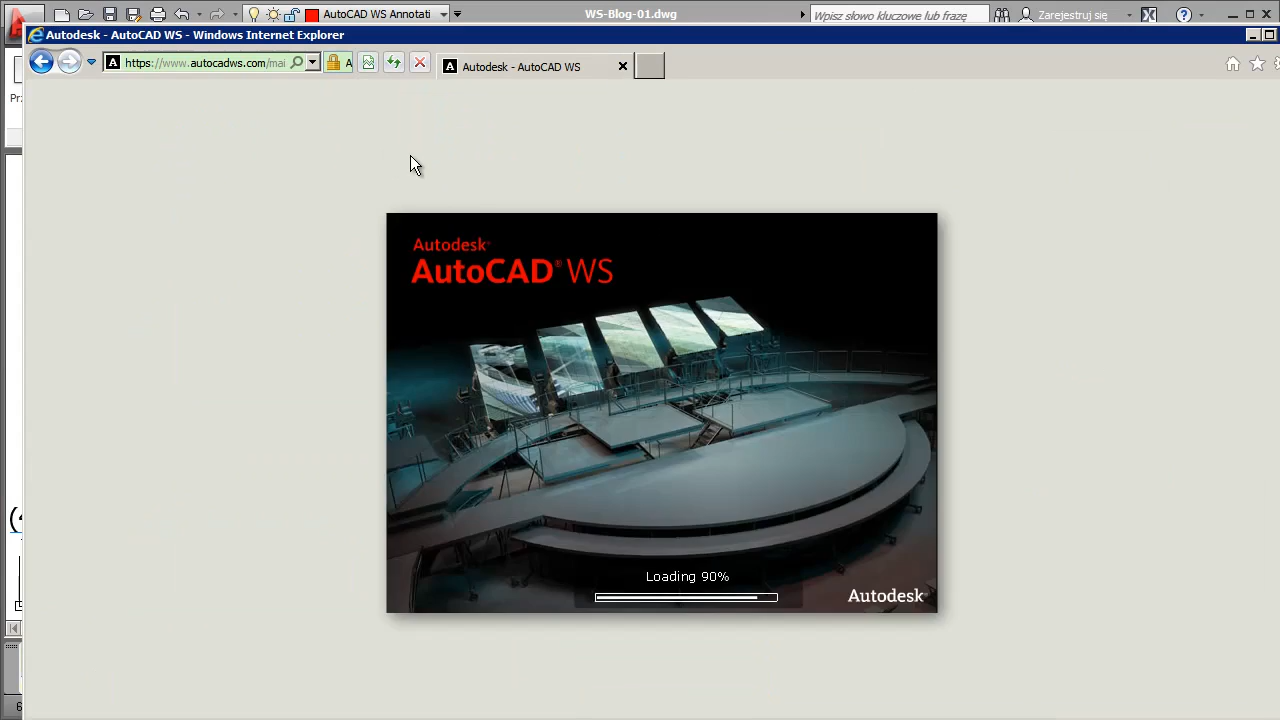 AutoCAD WS Annotati
WS-Blog-01.dwg
Wpisz słowo kluczowe lub frazę
Zarejestruj się
Autodesk - AutoCAD WS - Windows Internet Explorer
https://www.autocadws.com/mai
A
Autodesk - AutoCAD WS
Autodesk®
AutoCAD® WS
Loading 90%
Autodesk